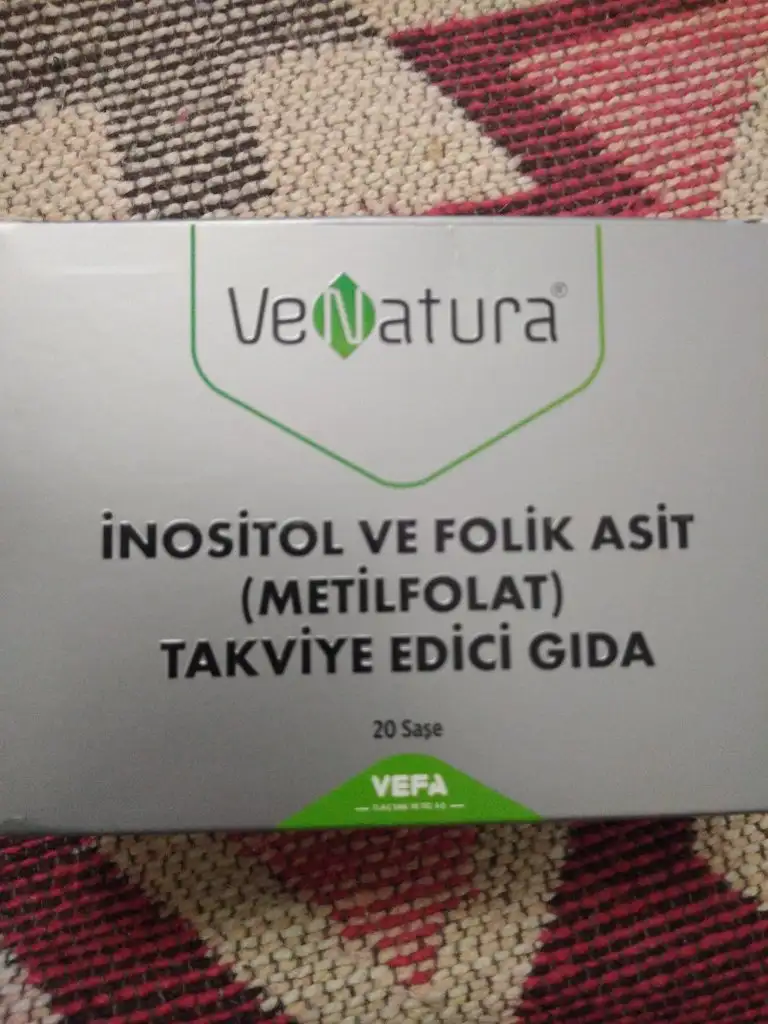 VeNatura®
İNOSİTOL VE FOLİK ASİT
(METİLFOLAT)
TAKVİYE EDİCİ GIDA
20 Saşe
VEFA